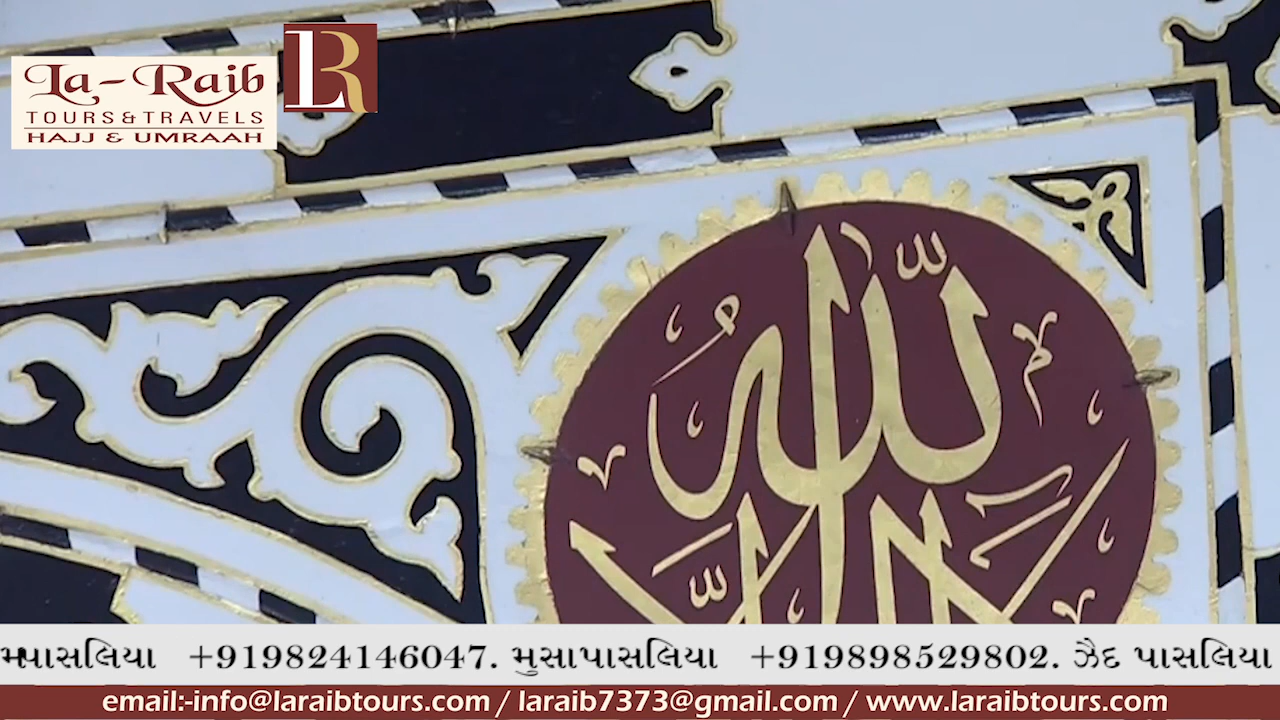 La-Raib
TOURS & TRAVELS
HAJJ & UMRAAH
LR
الله
પાસલિયા +919824146047. મુસાપાસલિયા +919898529802. ઝૈદ પાસલિયા
email:-info@laraibtours.com / laraib7373@gmail.com / www.laraibtours.com